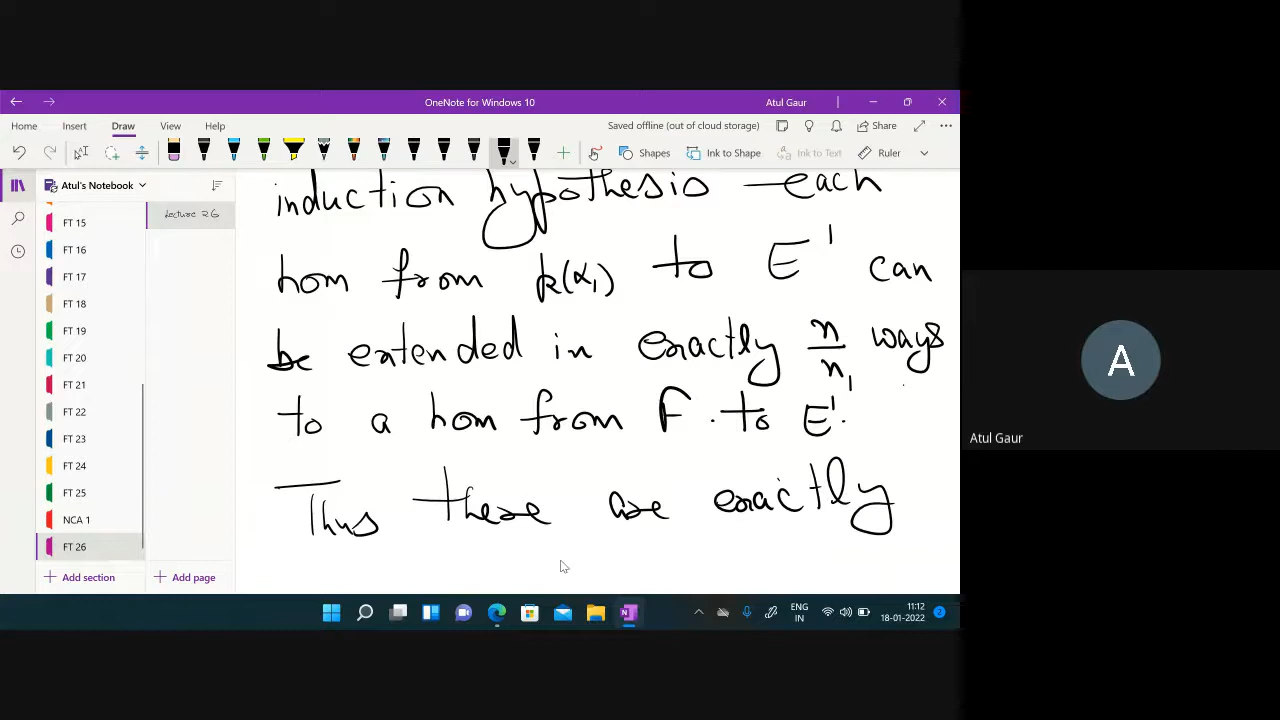 OneNote for Windows 10
Atul Gaur
Home Insert Draw View Help
Saved offline (out of cloud storage)
Share
Shapes
Ink to Shape
Ink to Text
Ruler
Atul's Notebook
Lecture 26
FT 15
FT 16
FT 17
FT 18
FT 19
FT 20
FT 21
FT 22
FT 23
FT 24
FT 25
NCA 1
FT 26
Add section
Add page
induction hypothesis each
hom from k(α₁) to E' can
be extended in exactly n/n₁ ways
to a hom from F to E'.
Thus there are exactly
A
Atul Gaur
ENG
IN
11:12
18-01-2022
2